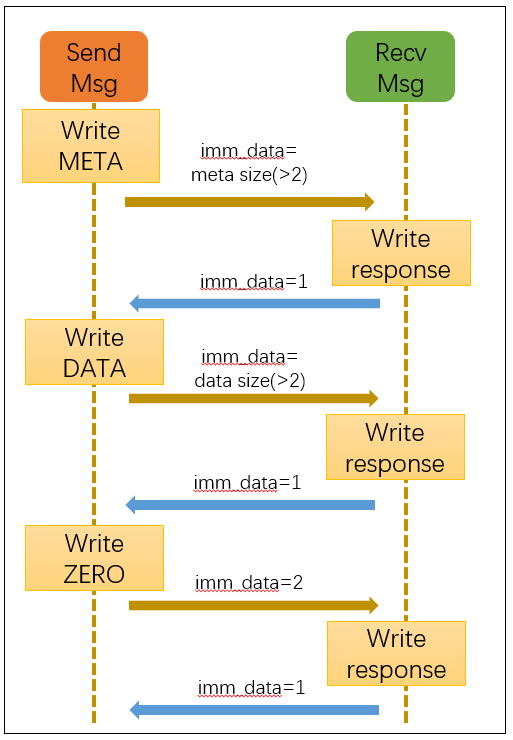 Send
Msg
Recv
Msg
Write
META
imm_data=
meta size(>2)
Write
response
imm_data=1
Write
DATA
imm_data=
data size(>2)
Write
response
imm_data=1
Write
ZERO
imm_data=2
Write
response
imm_data=1